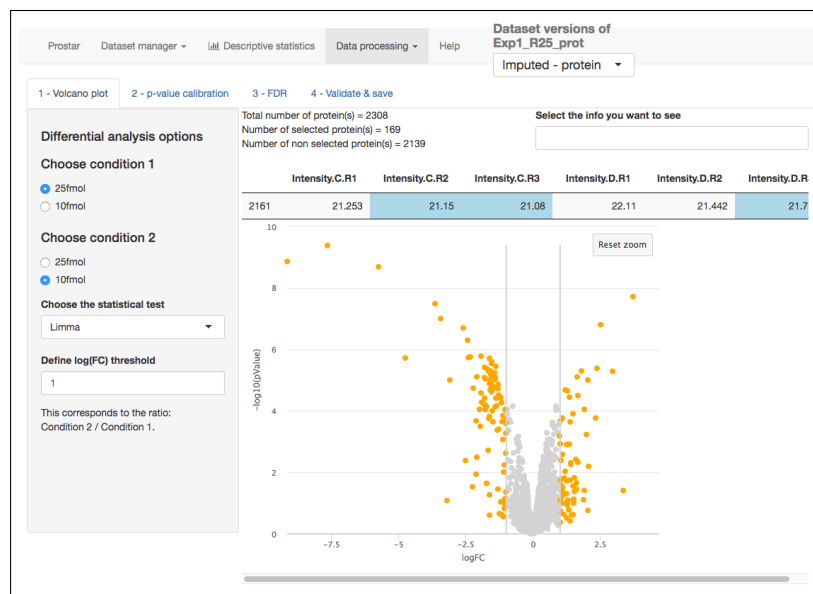 Prostar Dataset manager Descriptive statistics Data processing Help
Dataset versions of
Exp1_R25_prot
Imputed - protein
1 - Volcano plot 2 - p-value calibration 3 - FDR 4 - Validate & save
Differential analysis options
Choose condition 1
25fmol
10fmol
Choose condition 2
25fmol
10fmol
Choose the statistical test
Limma
Define log(FC) threshold
1
This corresponds to the ratio:
Condition 2 / Condition 1.
Total number of protein(s) = 2308
Number of selected protein(s) = 169
Number of non selected protein(s) = 2139
Select the info you want to see
Intensity.C.R1 Intensity.C.R2 Intensity.C.R3 Intensity.D.R1 Intensity.D.R2 Intensity.D.R
2161 21.253 21.15 21.08 22.11 21.442 21.7
Reset zoom
10
8
6
4
2
0
−log10(pValue)
−7.5 −5 −2.5 0 2.5
logFC